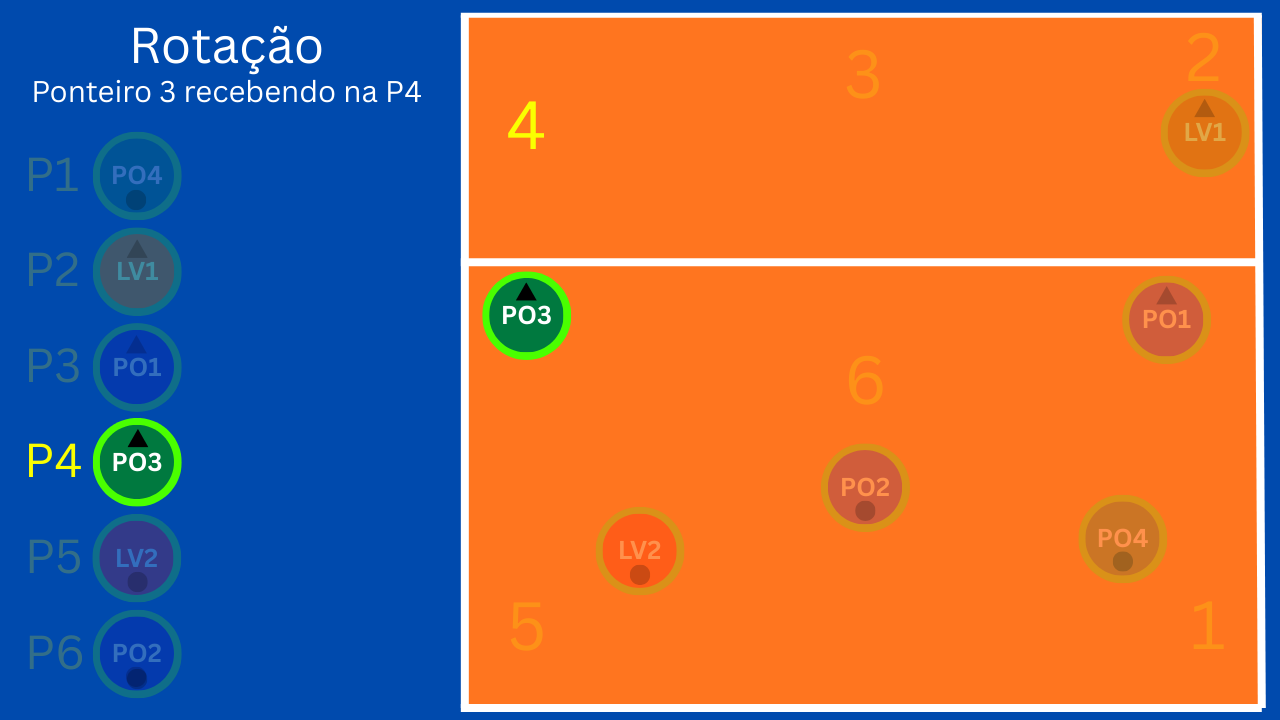 Rotação
Ponteiro 3 recebendo na P4
P1 PO4
P2 LV1
P3 PO1
P4 PO3
P5 LV2
P6 PO2
4 3 2
LV1
PO3 PO1
6
PO2
LV2 PO4
5 1